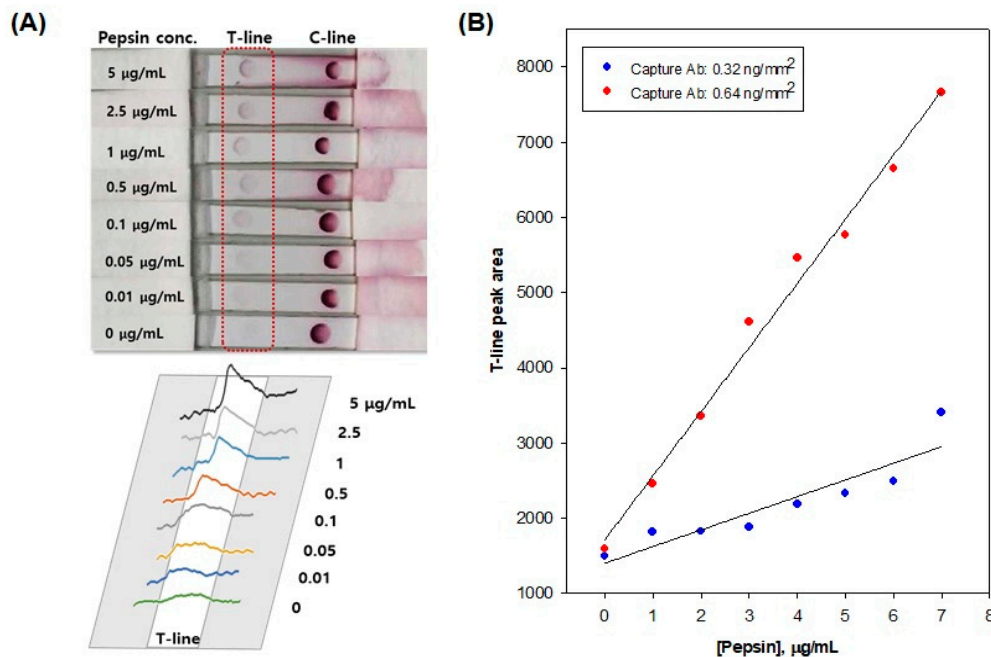 (A)
Pepsin conc. T-line C-line
5 µg/mL
2.5 µg/mL
1 µg/mL
0.5 µg/mL
0.1 µg/mL
0.05 µg/mL
0.01 µg/mL
0 µg/mL
5 µg/mL
2.5
1
0.5
0.1
0.05
0.01
0
T-line
(B)
Capture Ab: 0.32 ng/mm²
Capture Ab: 0.64 ng/mm²
T-line peak area
8000
7000
6000
5000
4000
3000
2000
1000
0 1 2 3 4 5 6 7 8
[Pepsin], µg/mL